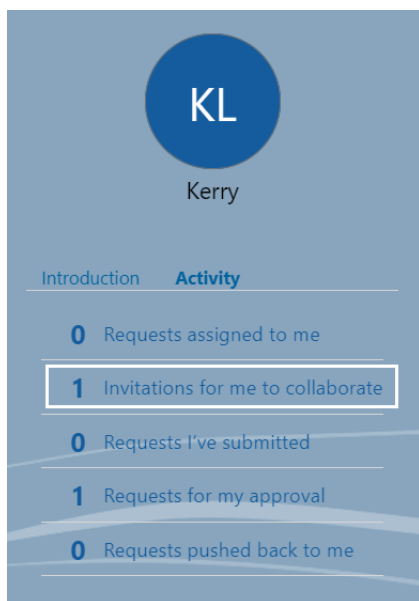 KL
Kerry
Introduction Activity
0 Requests assigned to me
1 Invitations for me to collaborate
0 Requests I've submitted
1 Requests for my approval
0 Requests pushed back to me